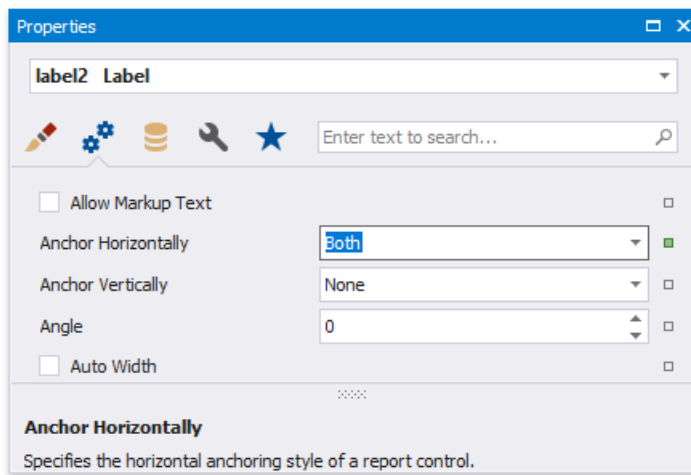 Properties
label2 Label
Enter text to search...
Allow Markup Text
Anchor Horizontally Both
Anchor Vertically None
Angle 0
Auto Width
Anchor Horizontally
Specifies the horizontal anchoring style of a report control.